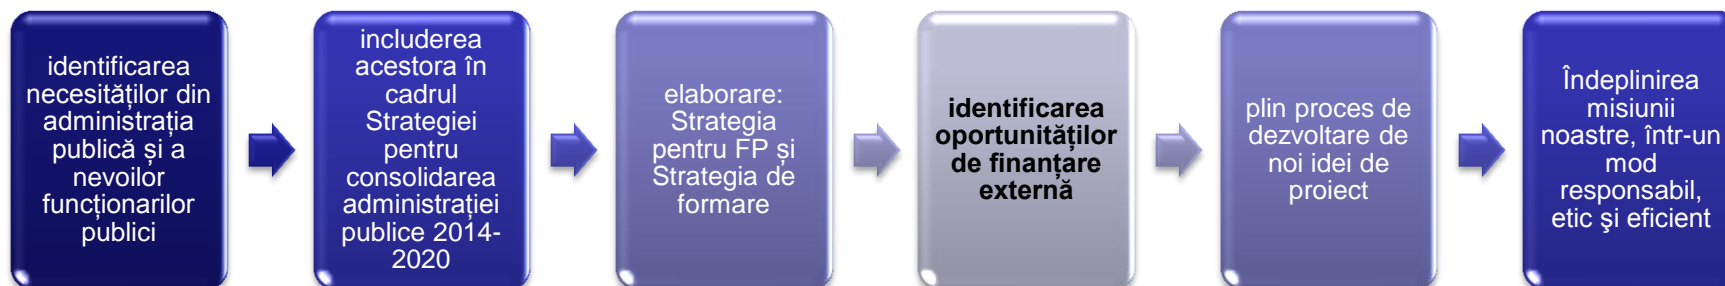 identificarea
necesităților din
administrația
publică și a
nevoilor
funcționarilor
publici
includerea
acestora în
cadrul
Strategiei
pentru
consolidarea
administrației
publice 2014-
2020
elaborare:
Strategia
pentru FP și
Strategia de
formare
identificarea
oportunităților
de finanțare
externă
plin proces de
dezvoltare de
noi idei de
proiect
Îndeplinirea
misiunii
noastre, într-un
mod
responsabil,
etic şi eficient